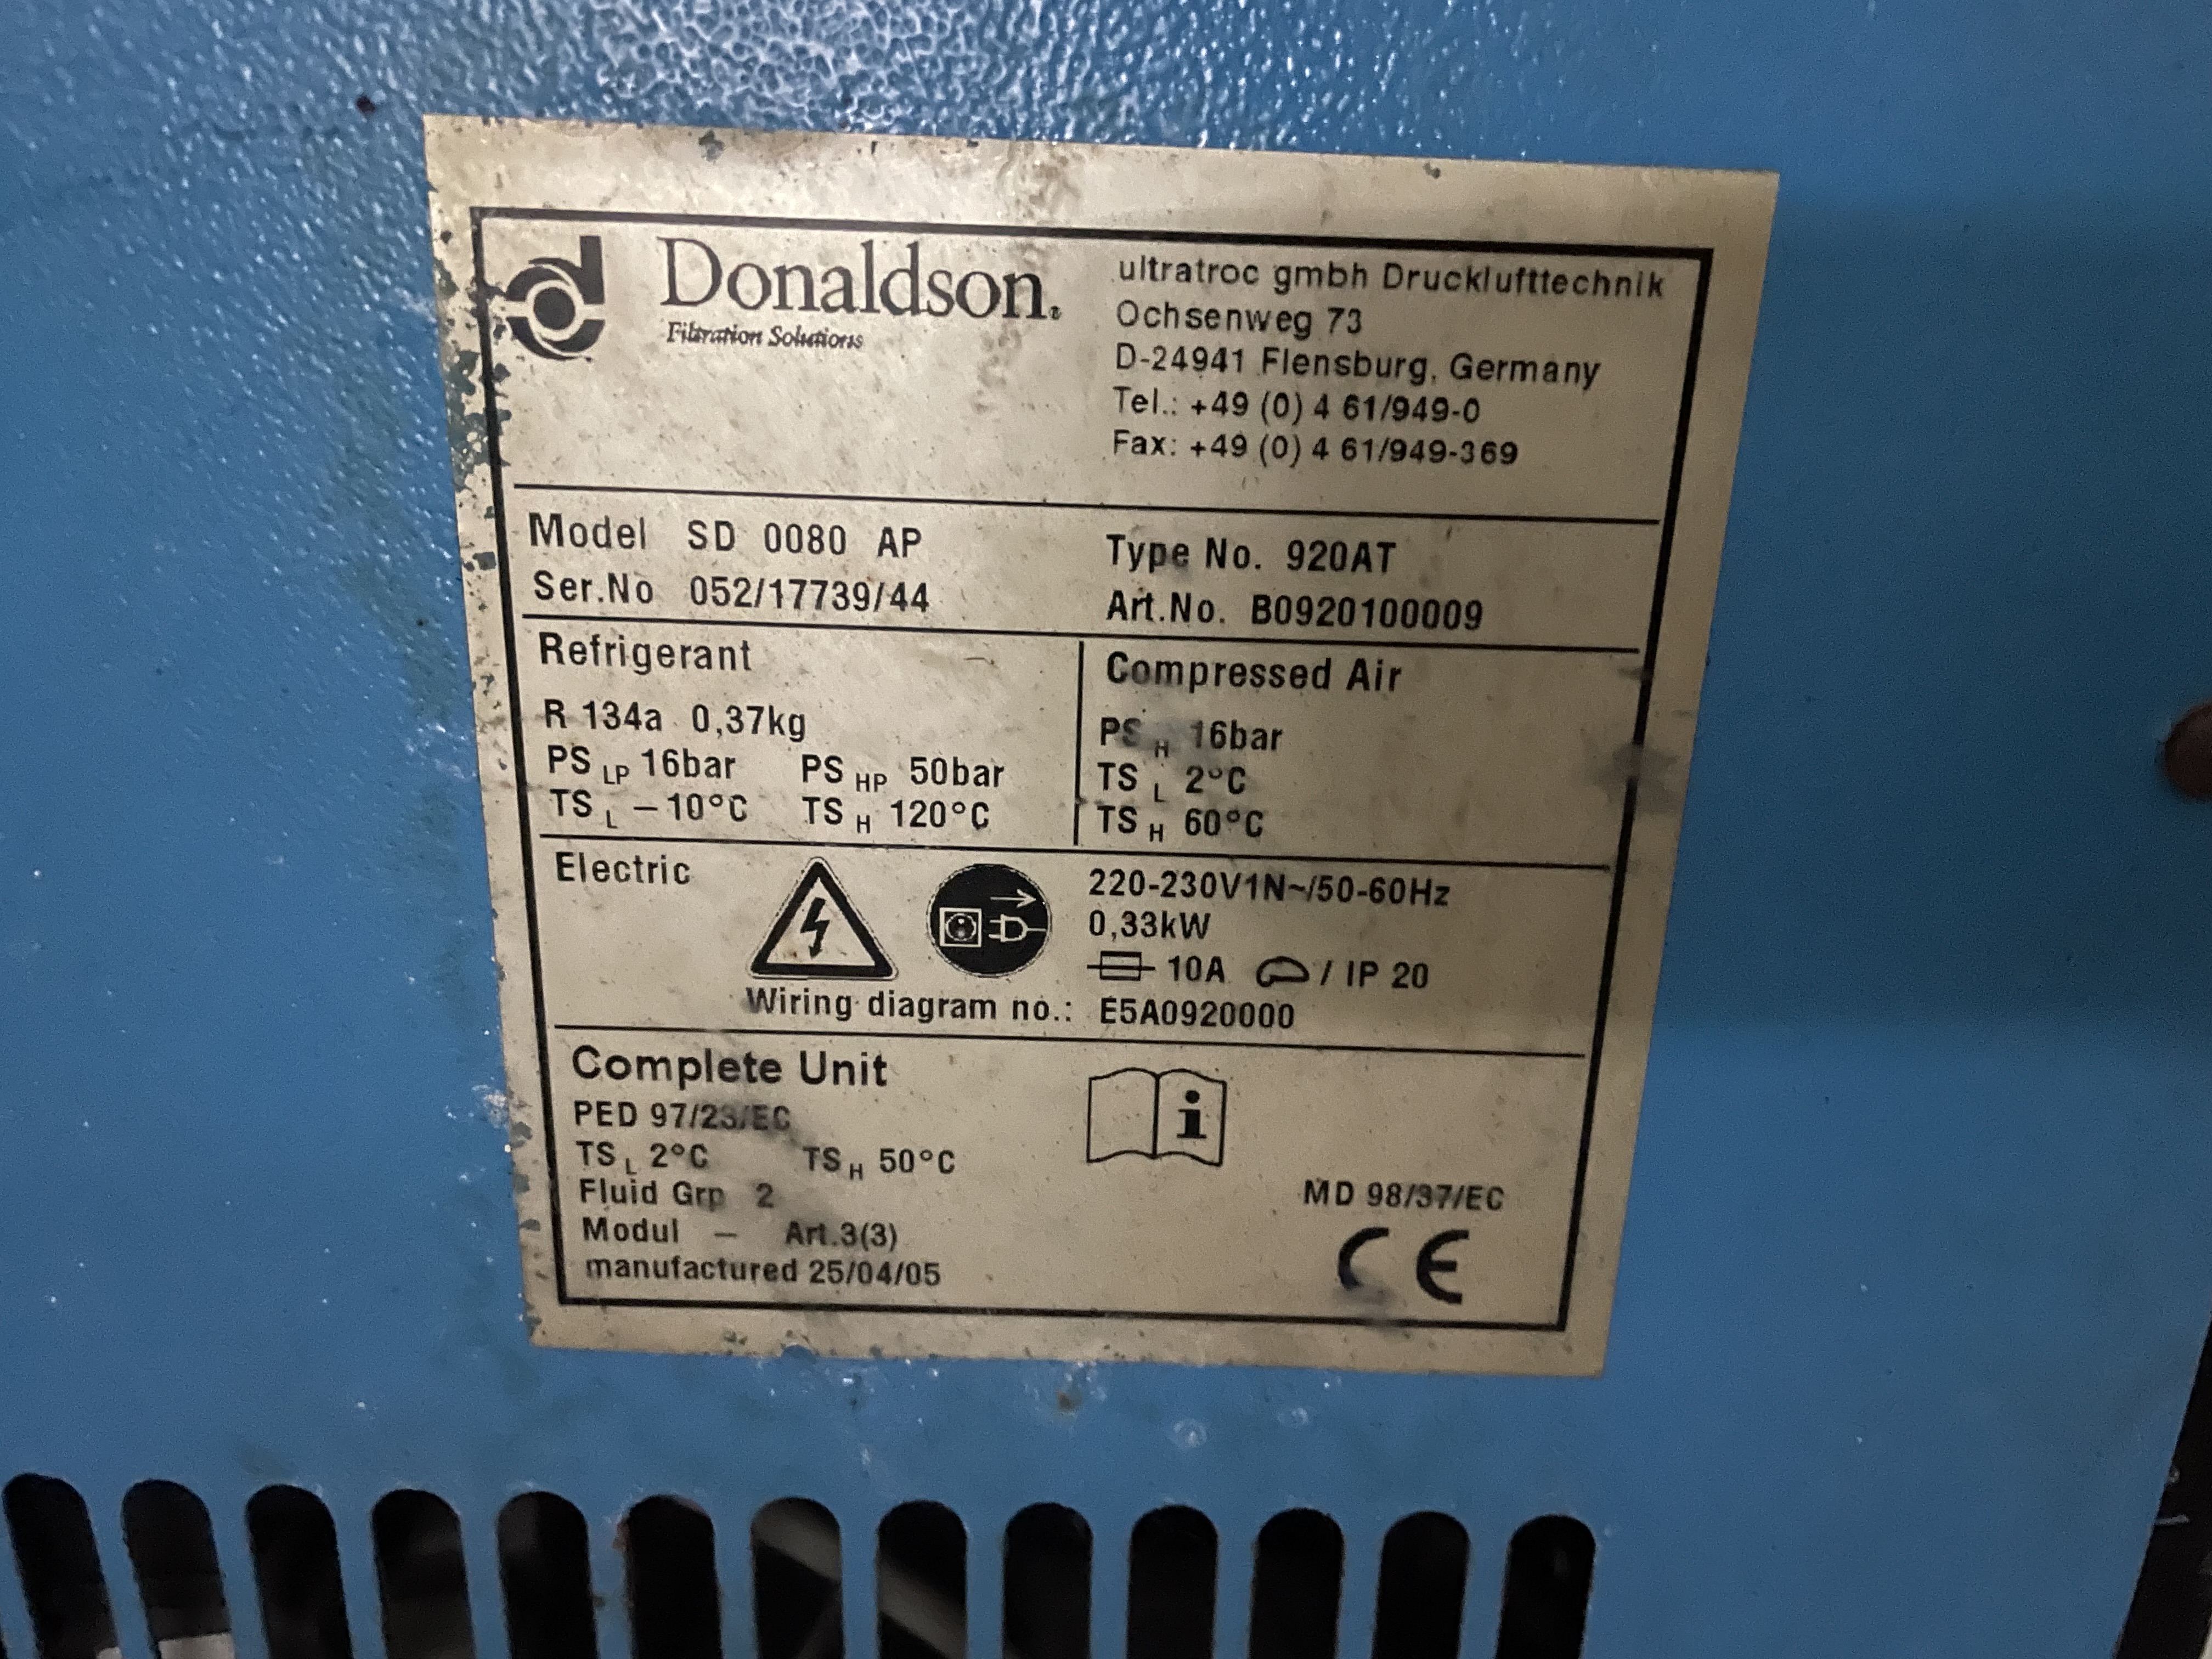 Donaldson.
Filtration Solutions
ultratroc gmbh Drucklufttechnik
Ochsenweg 73
D-24941 Flensburg, Germany
Tel.: +49 (0) 4 61/949-0
Fax: +49 (0) 4 61/949-369
Model SD 0080 AP
Ser.No 052/17739/44
Type No. 920AT
Art.No. B0920100009
Refrigerant
R 134a 0,37kg
PS LP 16bar PS HP 50bar
TS L –10°C TS H 120°C
Compressed Air
PS H 16bar
TS L 2°C
TS H 60°C
Electric
220-230V1N~/50-60Hz
0,33kW
10A / IP 20
Wiring diagram no.: E5A0920000
Complete Unit
PED 97/23/EC
TS L 2°C TS H 50°C
Fluid Grp 2
Modul – Art.3(3)
manufactured 25/04/05
i
MD 98/37/EC
CE